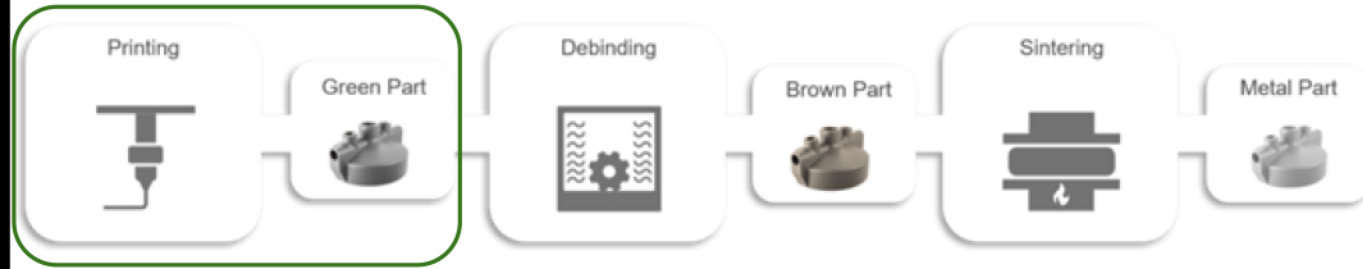 Printing
Green Part
Debinding
Brown Part
Sintering
Metal Part